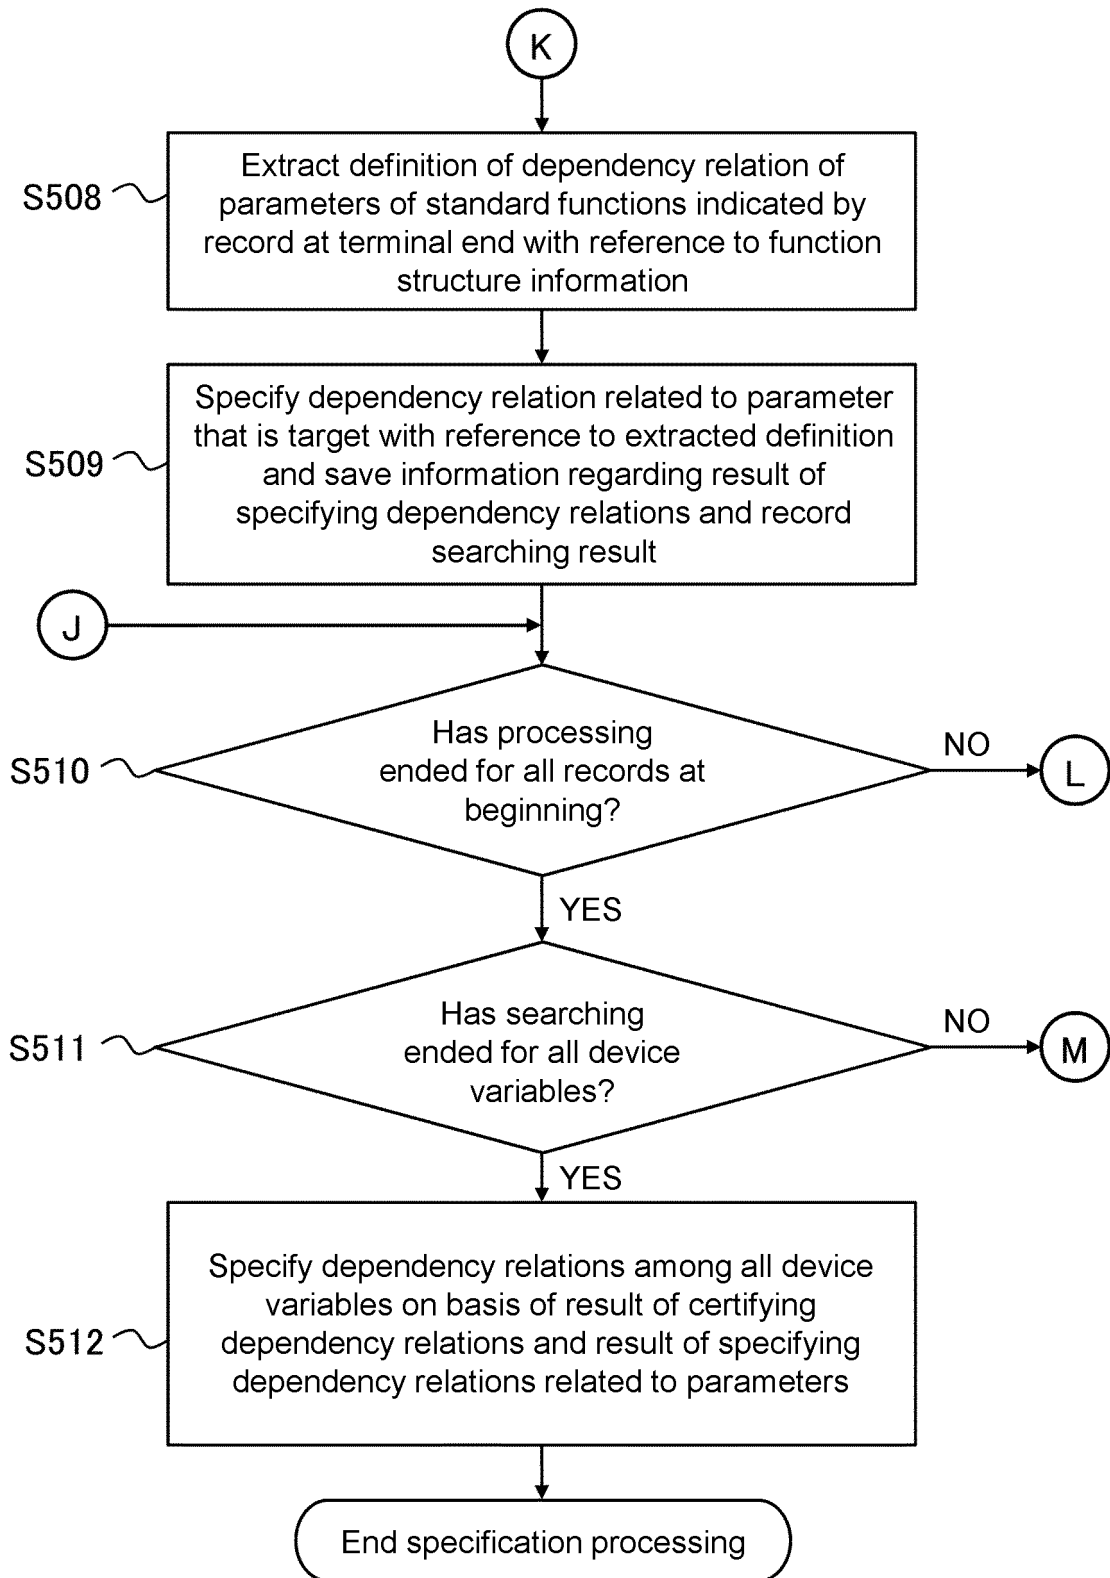 K
S508
Extract definition of dependency relation of
parameters of standard functions indicated by
record at terminal end with reference to function
structure information
S509
Specify dependency relation related to parameter
that is target with reference to extracted definition
and save information regarding result of
specifying dependency relations and record
searching result
J
S510
Has processing
ended for all records at
beginning?
NO
L
YES
S511
Has searching
ended for all device
variables?
NO
M
YES
S512
Specify dependency relations among all device
variables on basis of result of certifying
dependency relations and result of specifying
dependency relations related to parameters
End specification processing